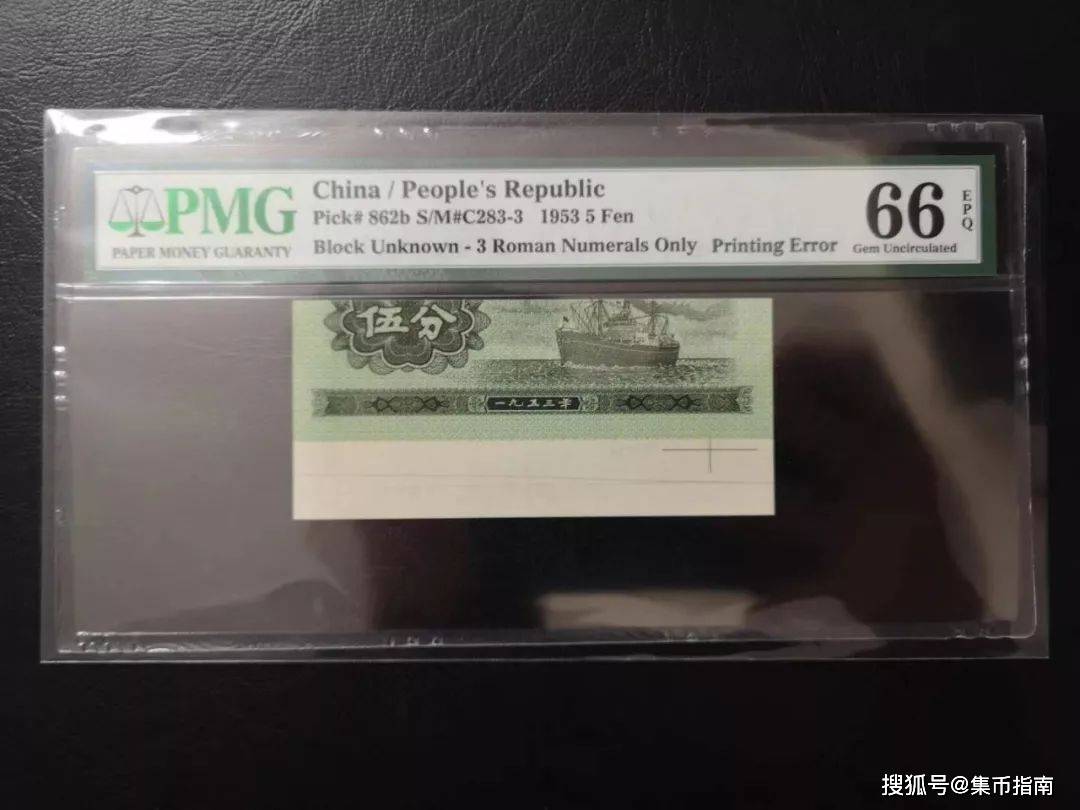 PMG
PAPER MONEY GUARANTY
China / People's Republic
Pick# 862b S/M#C283-3 1953 5 Fen
Block Unknown - 3 Roman Numerals Only Printing Error
66
EPQ
Gem Uncirculated
伍分
一九五三年
搜狐号@集币指南